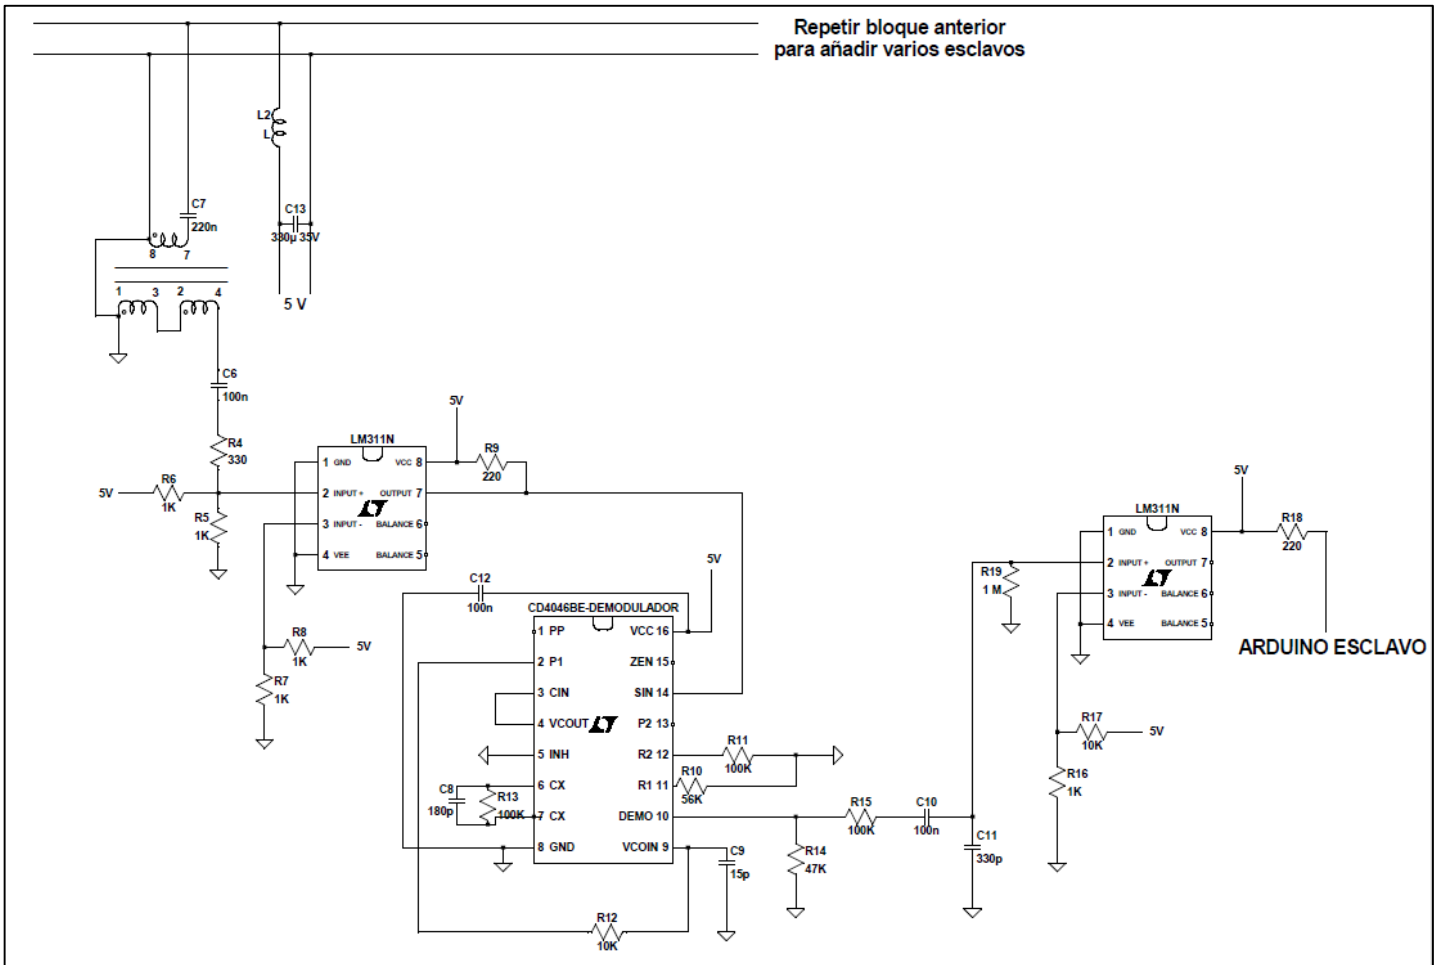 Repetir bloque anterior
para añadir varios esclavos
L2
L
C7
220n
C13
330µ 35V
8 7
1 3 2 4
5 V
C6
100n
R4
330
5V
R6
1K
R5
1K
LM311N
1 GND VCC 8
2 INPUT + OUTPUT 7
3 INPUT - BALANCE 6
4 VEE BALANCE 5
5V
R9
220
R8
1K
5V
R7
1K
C12
100n
5V
CD4046BE-DEMODULADOR
1 PP VCC 16
2 P1 ZEN 15
3 CIN SIN 14
4 VCOUT P2 13
5 INH R2 12
6 CX R1 11
7 CX DEMO 10
8 GND VCOIN 9
C8
180p
R13
100K
R11
100K
R10
56K
R12
10K
C9
15p
R14
47K
R15
100K
C10
100n
C11
330p
R19
1 M
LM311N
1 GND VCC 8
2 INPUT + OUTPUT 7
3 INPUT - BALANCE 6
4 VEE BALANCE 5
5V
R18
220
ARDUINO ESCLAVO
R17
10K
5V
R16
1K